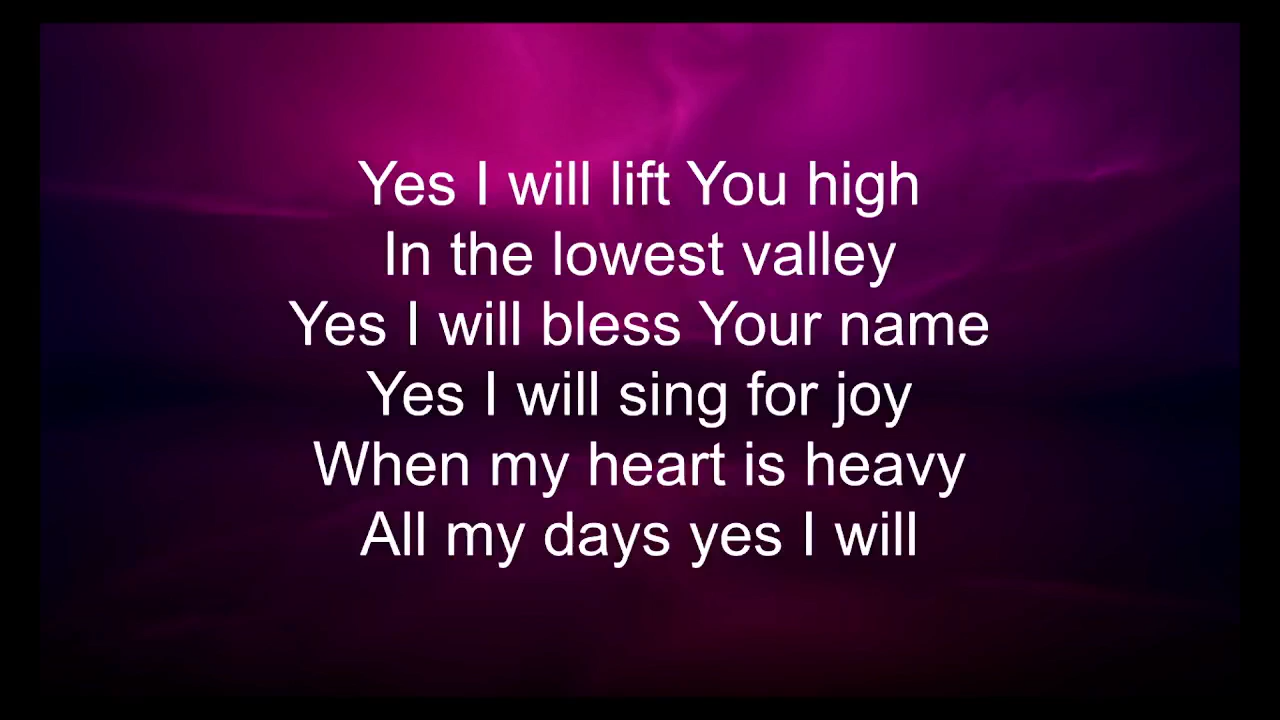 Yes I will lift You high
In the lowest valley
Yes I will bless Your name
Yes I will sing for joy
When my heart is heavy
All my days yes I will